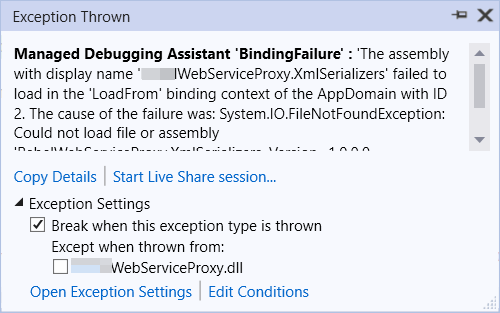 Exception Thrown
Managed Debugging Assistant 'BindingFailure' : 'The assembly
with display name ' lWebServiceProxy.XmlSerializers' failed to
load in the 'LoadFrom' binding context of the AppDomain with ID
2. The cause of the failure was: System.IO.FileNotFoundException:
Could not load file or assembly
Copy Details | Start Live Share session...
Exception Settings
Break when this exception type is thrown
Except when thrown from:
WebServiceProxy.dll
Open Exception Settings | Edit Conditions